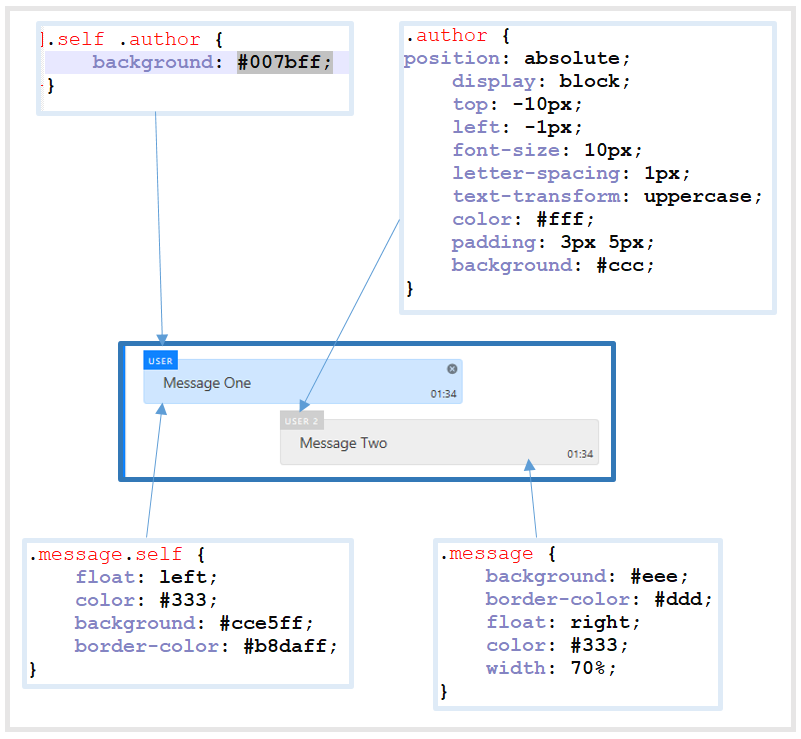 ].self .author {
background: #007bff;
}
.author {
position: absolute;
display: block;
top: -10px;
left: -1px;
font-size: 10px;
letter-spacing: 1px;
text-transform: uppercase;
color: #fff;
padding: 3px 5px;
background: #ccc;
}
USER
Message One
01:34
USER 2
Message Two
01:34
.message.self {
float: left;
color: #333;
background: #cce5ff;
border-color: #b8daff;
}
.message {
background: #eee;
border-color: #ddd;
float: right;
color: #333;
width: 70%;
}